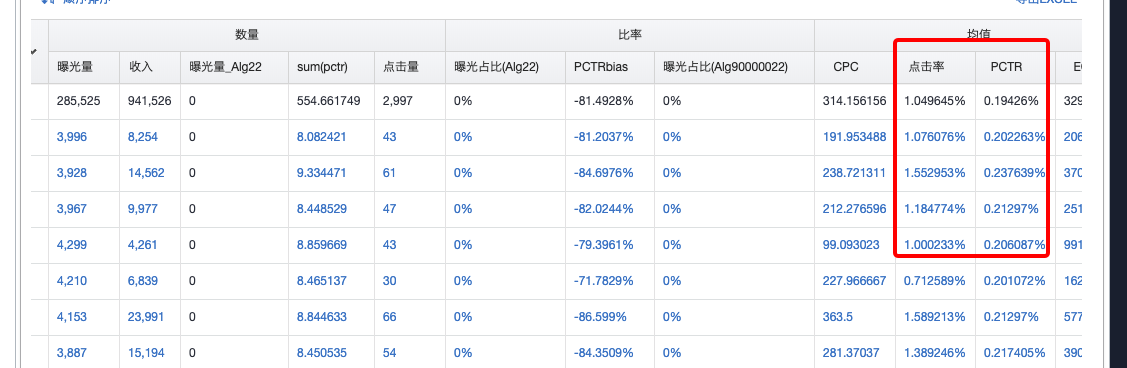 数量 比率 均值
曝光量 收入 曝光量_Alg22 sum(pctr) 点击量 曝光占比(Alg22) PCTRbias 曝光占比(Alg90000022) CPC 点击率 PCTR
285,525 941,526 0 554.661749 2,997 0% -81.4928% 0% 314.156156 1.049645% 0.19426% 329
3,996 8,254 0 8.082421 43 0% -81.2037% 0% 191.953488 1.076076% 0.202263% 206
3,928 14,562 0 9.334471 61 0% -84.6976% 0% 238.721311 1.552953% 0.237639% 370
3,967 9,977 0 8.448529 47 0% -82.0244% 0% 212.276596 1.184774% 0.21297% 251
4,299 4,261 0 8.859669 43 0% -79.3961% 0% 99.093023 1.000233% 0.206087% 991
4,210 6,839 0 8.465137 30 0% -71.7829% 0% 227.966667 0.712589% 0.201072% 162
4,153 23,991 0 8.844633 66 0% -86.599% 0% 363.5 1.589213% 0.21297% 577
3,887 15,194 0 8.450535 54 0% -84.3509% 0% 281.37037 1.389246% 0.217405% 390